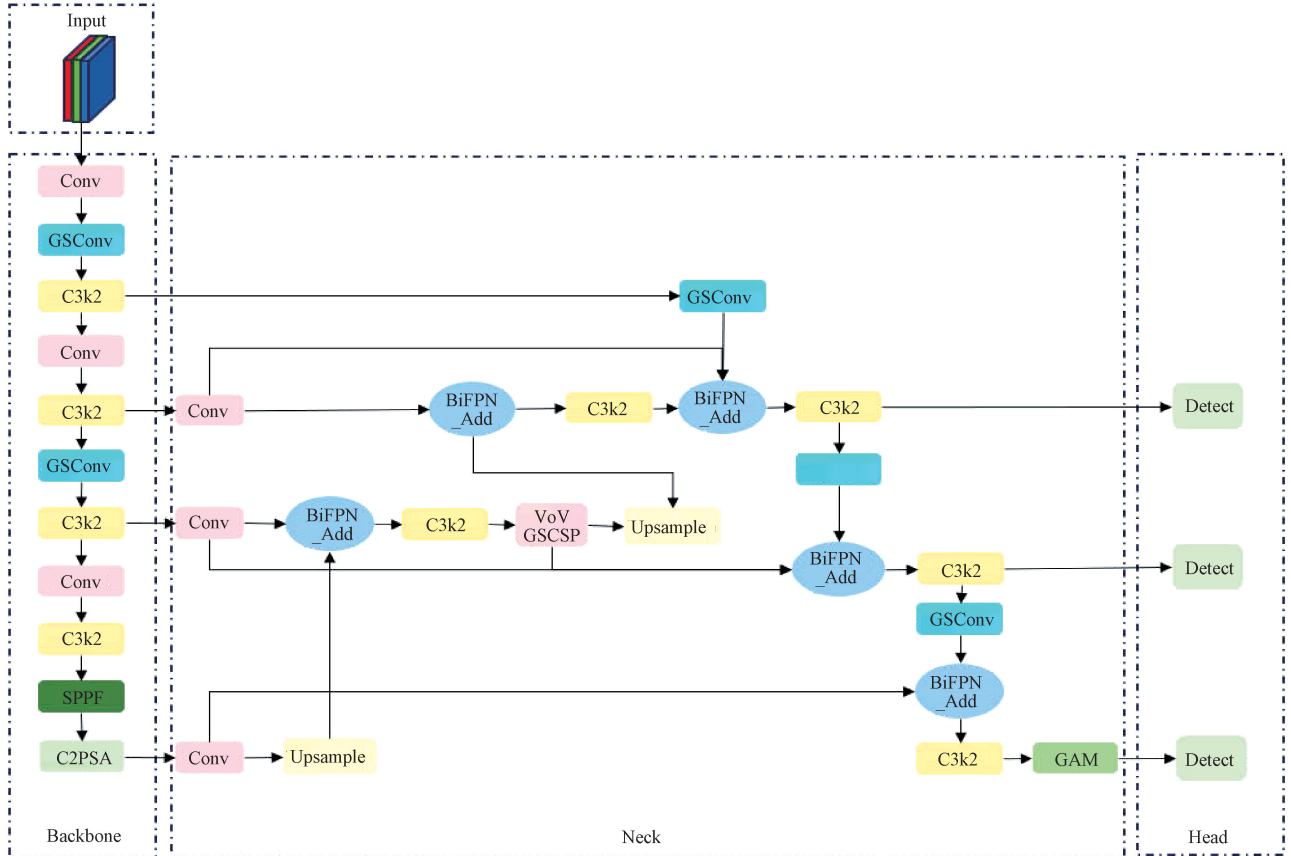 Input
Conv
GSConv
C3k2
GSConv
Conv
C3k2
Conv
BiFPN
_Add
C3k2
BiFPN
_Add
C3k2
Detect
GSConv
C3k2
Conv
BiFPN
_Add
C3k2
VoV
GSCSP
Upsample
BiFPN
_Add
C3k2
Detect
Conv
GSConv
C3k2
SPPF
BiFPN
_Add
C2PSA
Conv
Upsample
C3k2
GAM
Detect
Backbone
Neck
Head